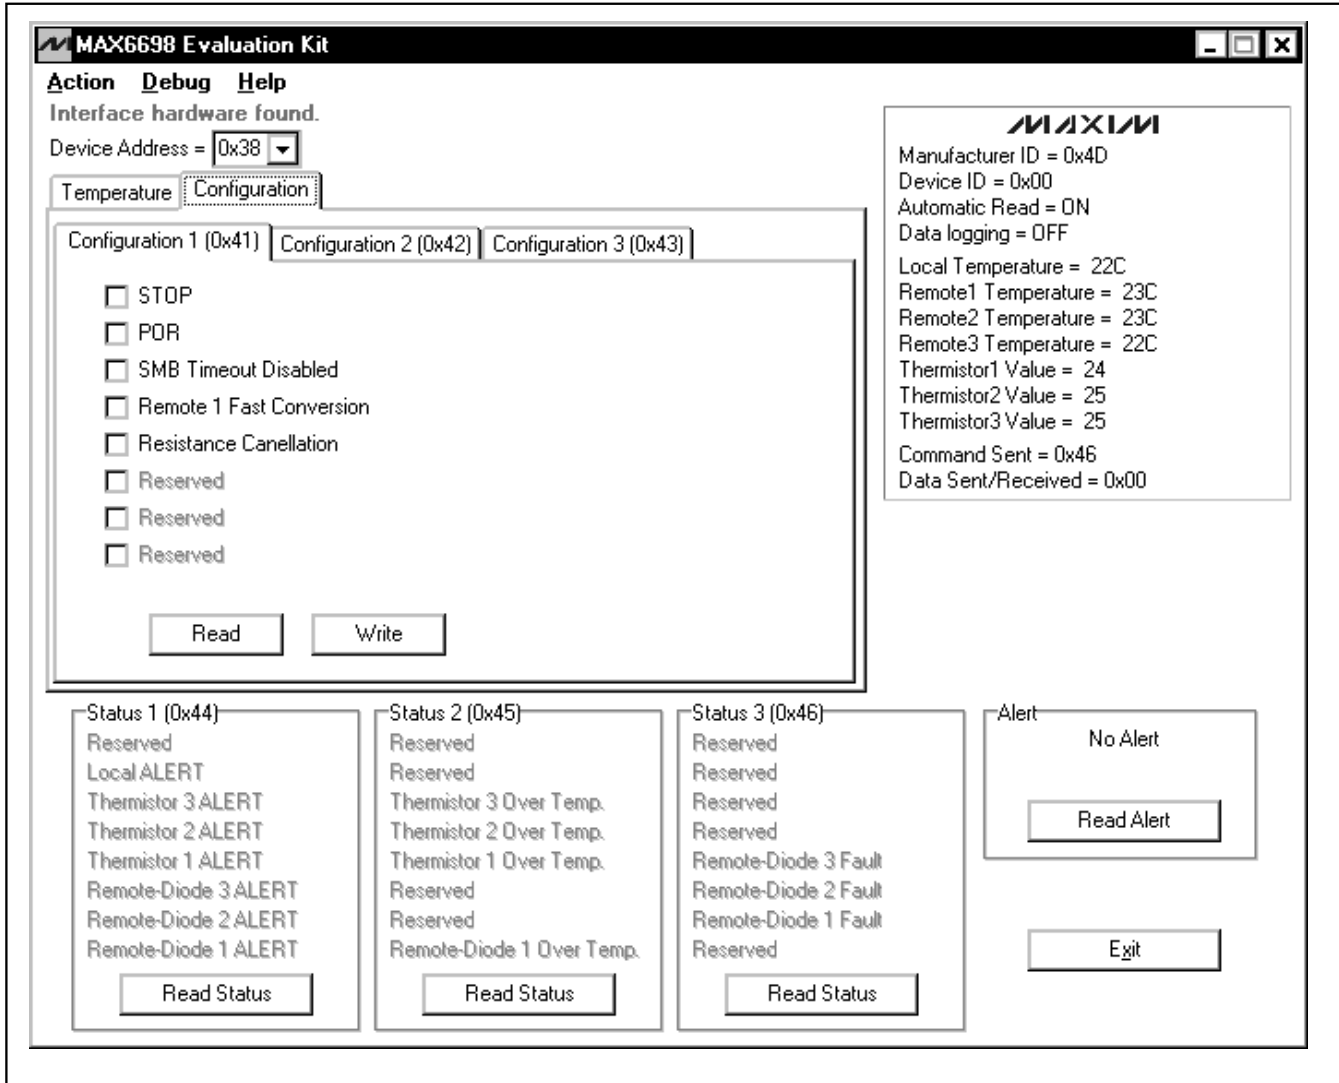 MAX6698 Evaluation Kit
Action Debug Help
Interface hardware found.
Device Address = 0x38
Temperature Configuration
Configuration 1 (0x41) Configuration 2 (0x42) Configuration 3 (0x43)
STOP
POR
SMB Timeout Disabled
Remote 1 Fast Conversion
Resistance Canellation
Reserved
Reserved
Reserved
Read Write
MAXIM
Manufacturer ID = 0x4D
Device ID = 0x00
Automatic Read = ON
Data logging = OFF
Local Temperature = 22C
Remote1 Temperature = 23C
Remote2 Temperature = 23C
Remote3 Temperature = 22C
Thermistor1 Value = 24
Thermistor2 Value = 25
Thermistor3 Value = 25
Command Sent = 0x46
Data Sent/Received = 0x00
Status 1 (0x44)
Reserved
Local ALERT
Thermistor 3 ALERT
Thermistor 2 ALERT
Thermistor 1 ALERT
Remote-Diode 3 ALERT
Remote-Diode 2 ALERT
Remote-Diode 1 ALERT
Read Status
Status 2 (0x45)
Reserved
Reserved
Thermistor 3 Over Temp.
Thermistor 2 Over Temp.
Thermistor 1 Over Temp.
Reserved
Reserved
Remote-Diode 1 Over Temp.
Read Status
Status 3 (0x46)
Reserved
Reserved
Reserved
Reserved
Remote-Diode 3 Fault
Remote-Diode 2 Fault
Remote-Diode 1 Fault
Reserved
Read Status
Alert
No Alert
Read Alert
Exit